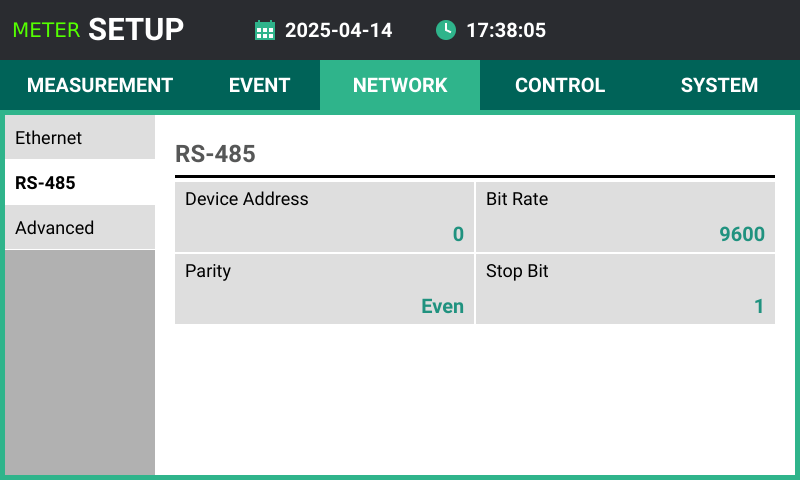 METER SETUP 2025-04-14 17:38:05
MEASUREMENT EVENT NETWORK CONTROL SYSTEM
Ethernet
RS-485
Advanced
RS-485
Device Address
0
Bit Rate
9600
Parity
Even
Stop Bit
1